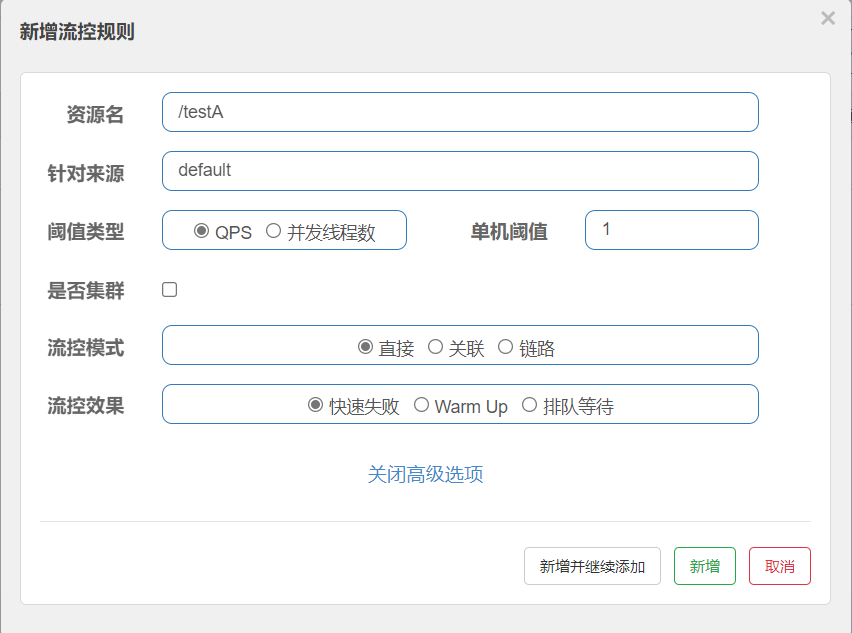 新增流控规则
×
资源名 /testA
针对来源 default
阈值类型 QPS 并发线程数 单机阈值 1
是否集群
流控模式 直接 关联 链路
流控效果 快速失败 Warm Up 排队等待
关闭高级选项
新增并继续添加 新增 取消